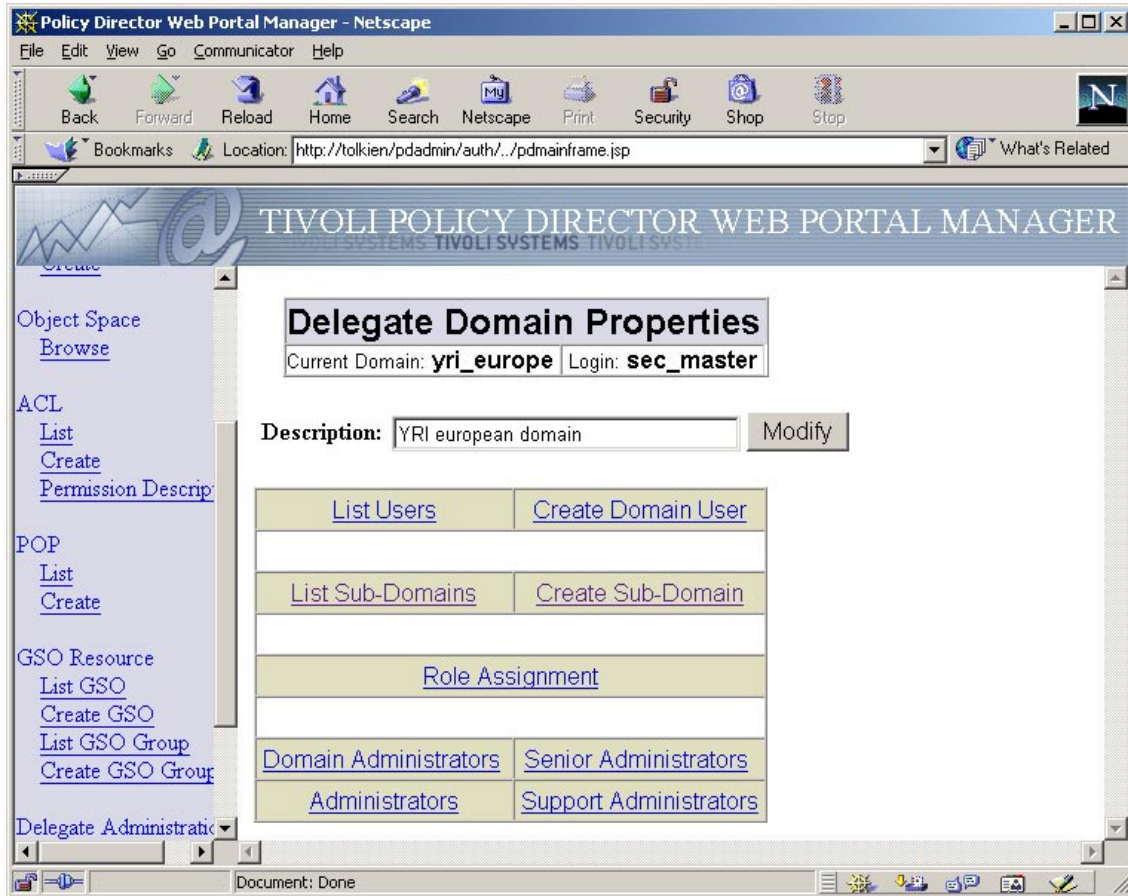 Policy Director Web Portal Manager - Netscape
File Edit View Go Communicator Help
Back Forward Reload Home Search Netscape Print Security Shop Stop
My
N
Bookmarks Location: http://tolkien/pdadmin/auth/../pdmainframe.jsp What's Related
TIVOLI POLICY DIRECTOR WEB PORTAL MANAGER
TIVOLI SYSTEMS TIVOLI SYSTEMS TIVOLI SYST
Create
Object Space
Browse
ACL
List
Create
Permission Descrip
POP
List
Create
GSO Resource
List GSO
Create GSO
List GSO Group
Create GSO Group
Delegate Administratio
Delegate Domain Properties
Current Domain: yri_europe Login: sec_master
Description: YRI european domain Modify
List Users Create Domain User
List Sub-Domains Create Sub-Domain
Role Assignment
Domain Administrators Senior Administrators
Administrators Support Administrators
Document: Done